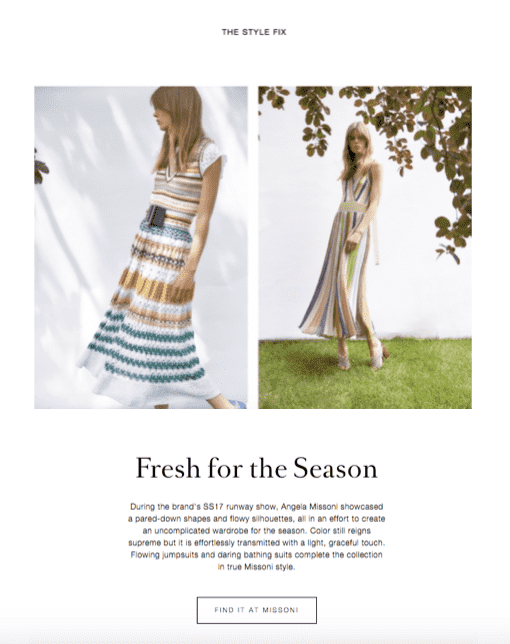 THE STYLE FIX
Fresh for the Season
During the brand's SS17 runway show, Angela Missoni showcased
a pared-down shapes and flowy silhouettes, all in an effort to create
an uncomplicated wardrobe for the season. Color still reigns
supreme but it is effortlessly transmitted with a light, graceful touch.
Flowing jumpsuits and daring bathing suits complete the collection
in true Missoni style.
FIND IT AT MISSONI